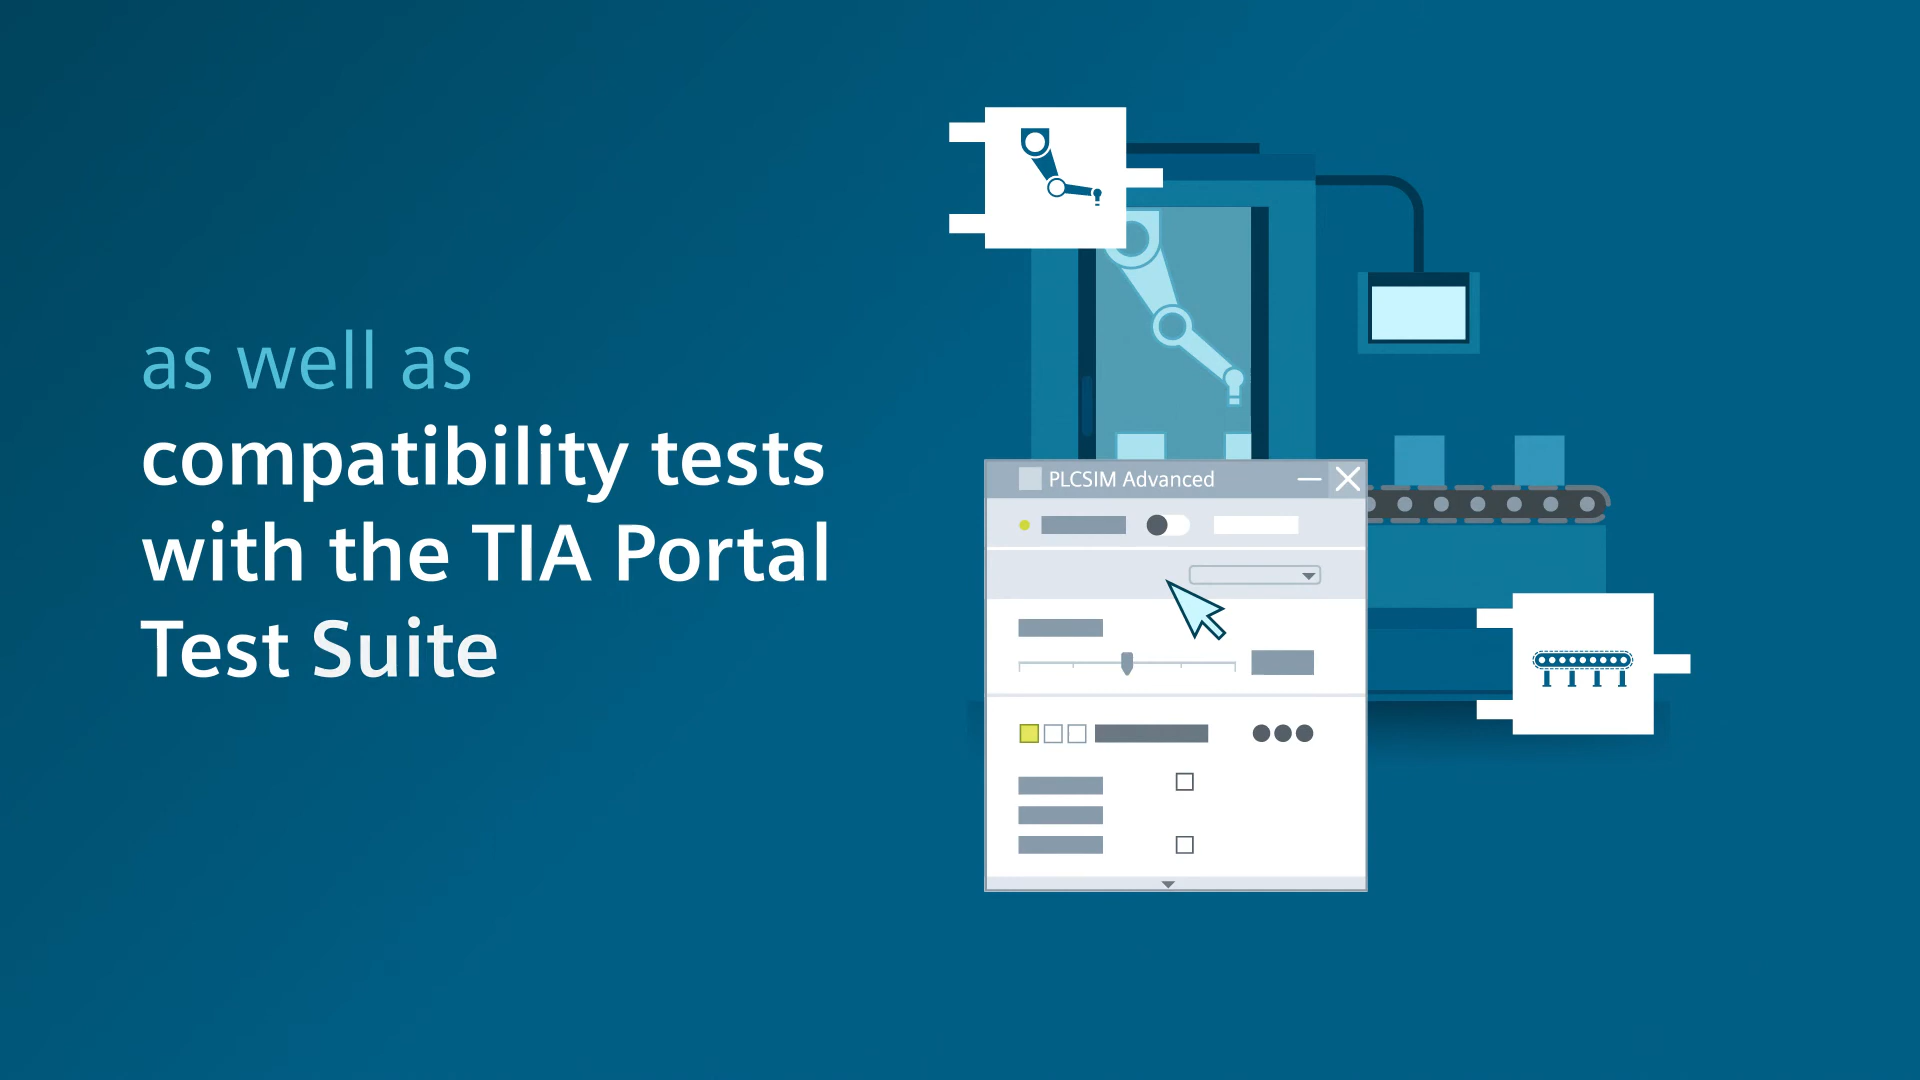 as well as
compatibility tests
with the TIA Portal
Test Suite
PLCSIM Advanced